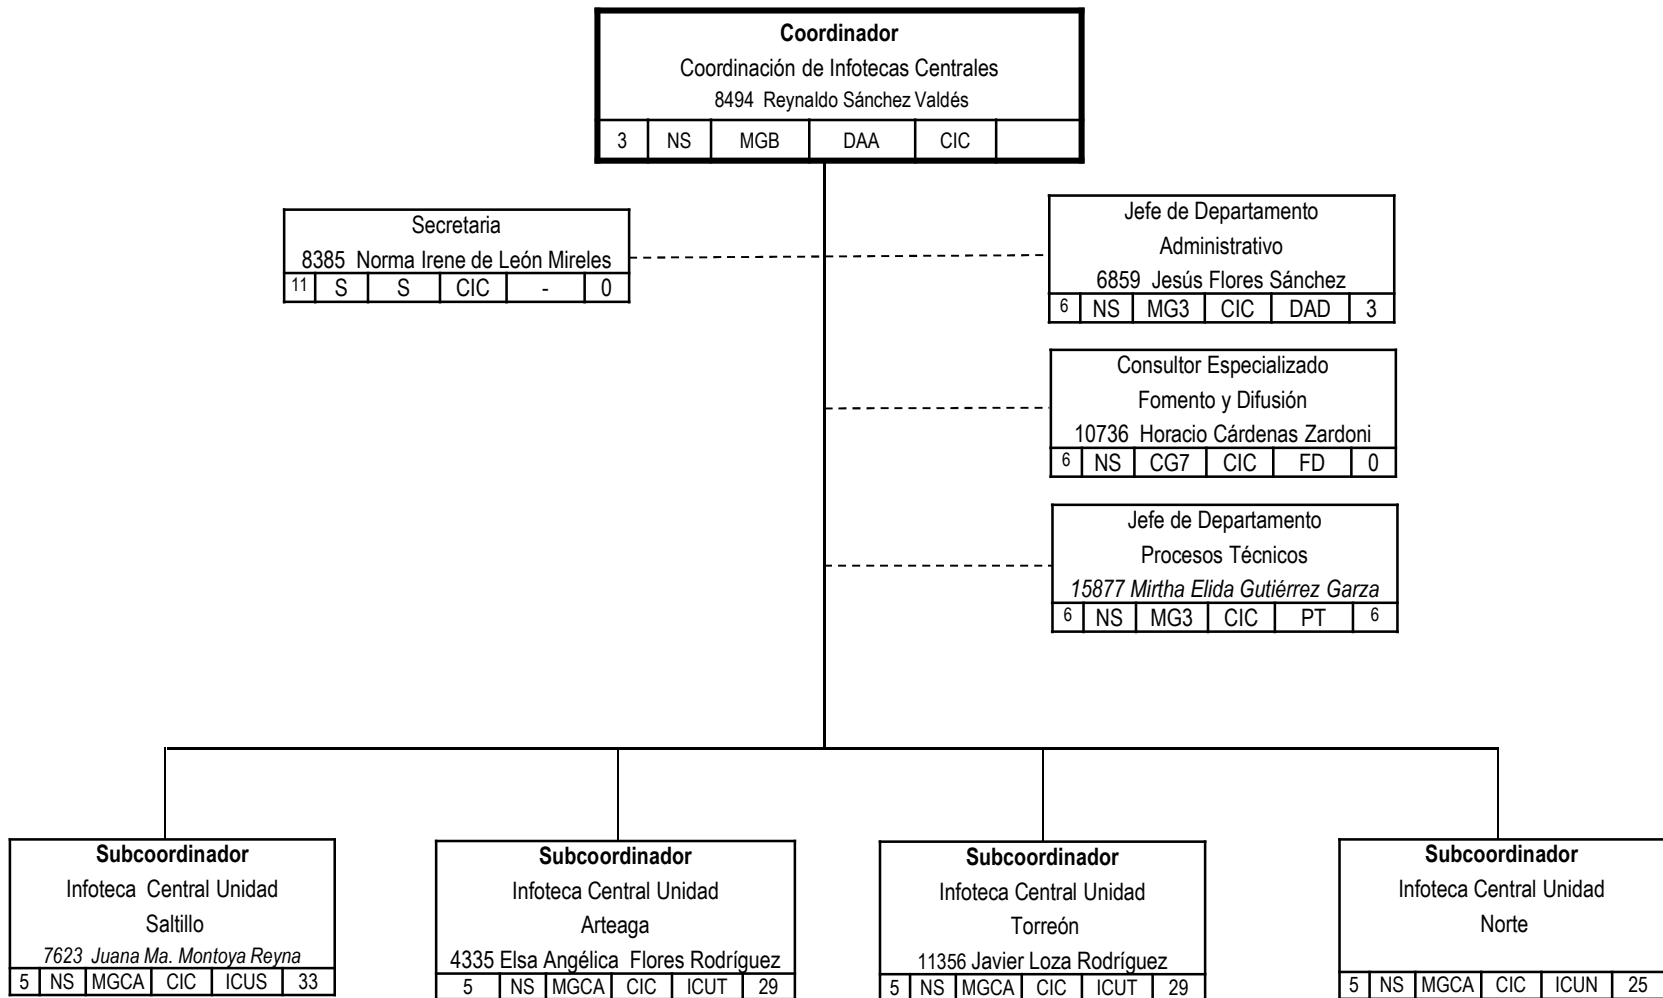 Coordinador
Coordinación de Infotecas Centrales
8494 Reynaldo Sánchez Valdés
3 NS MGB DAA CIC
Secretaria
8385 Norma Irene de León Mireles
11 S S CIC - 0
Jefe de Departamento
Administrativo
6859 Jesús Flores Sánchez
6 NS MG3 CIC DAD 3
Consultor Especializado
Fomento y Difusión
10736 Horacio Cárdenas Zardoni
6 NS CG7 CIC FD 0
Jefe de Departamento
Procesos Técnicos
15877 Mirtha Elida Gutiérrez Garza
6 NS MG3 CIC PT 6
Subcoordinador
Infoteca Central Unidad
Saltillo
7623 Juana Ma. Montoya Reyna
5 NS MGCA CIC ICUS 33
Subcoordinador
Infoteca Central Unidad
Arteaga
4335 Elsa Angélica Flores Rodríguez
5 NS MGCA CIC ICUT 29
Subcoordinador
Infoteca Central Unidad
Torreón
11356 Javier Loza Rodríguez
5 NS MGCA CIC ICUT 29
Subcoordinador
Infoteca Central Unidad
Norte
5 NS MGCA CIC ICUN 25